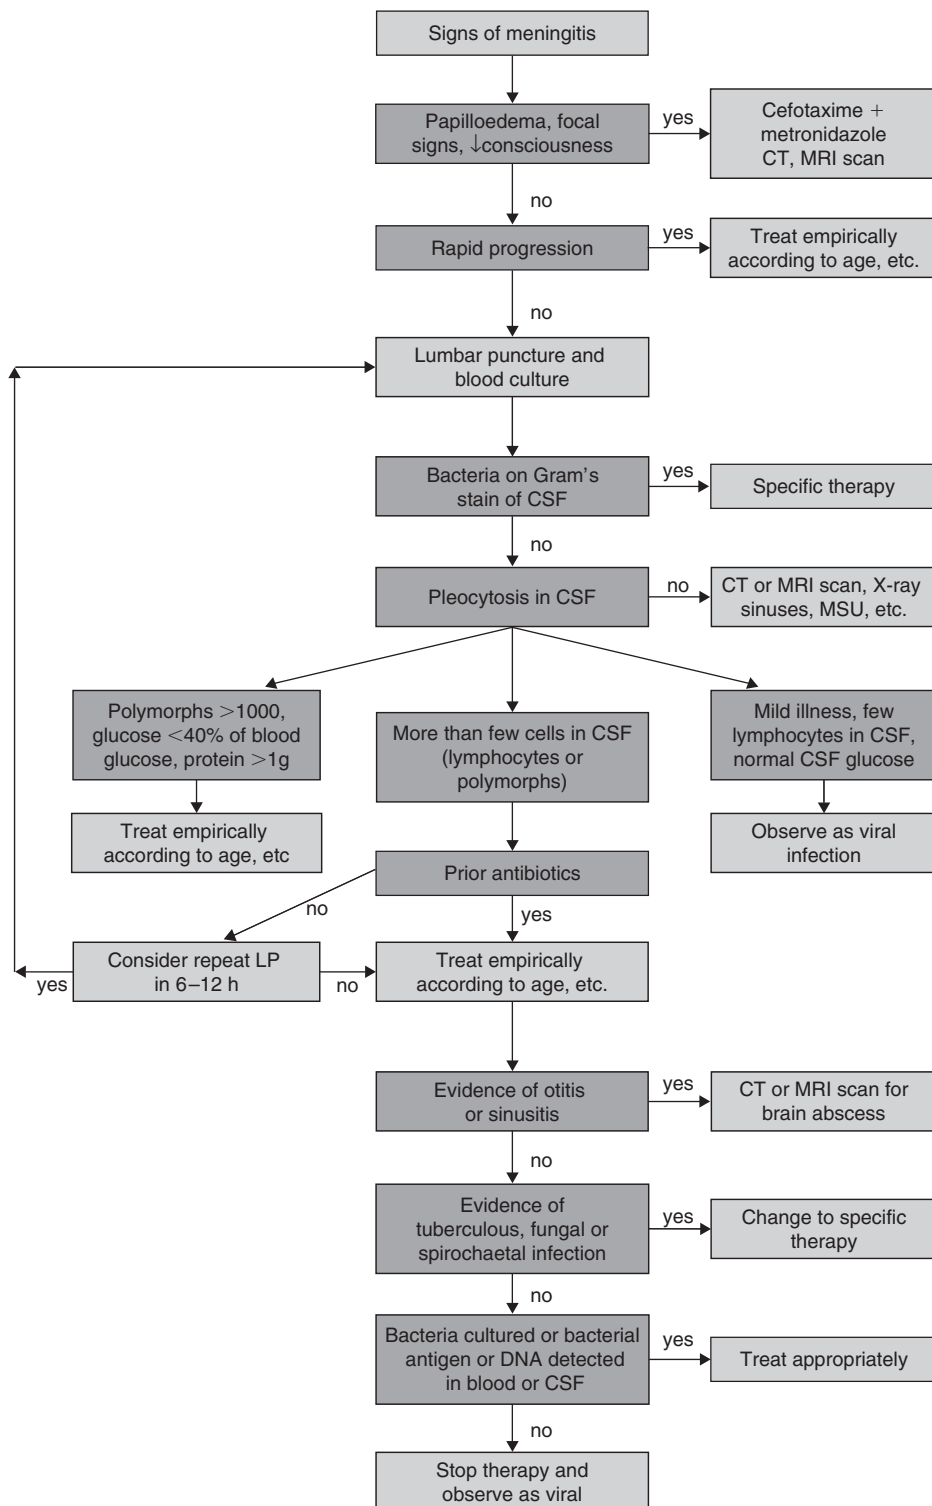 Signs of meningitis
Papilloedema, focal
signs, ↓consciousness
yes
Cefotaxime +
metronidazole
CT, MRI scan
no
Rapid progression
yes
Treat empirically
according to age, etc.
no
Lumbar puncture and
blood culture
Bacteria on Gram's
stain of CSF
yes
Specific therapy
no
Pleocytosis in CSF
no
CT or MRI scan, X-ray
sinuses, MSU, etc.
Polymorphs >1000,
glucose <40% of blood
glucose, protein >1g
More than few cells in CSF
(lymphocytes or
polymorphs)
Mild illness, few
lymphocytes in CSF,
normal CSF glucose
Treat empirically
according to age, etc
Observe as viral
infection
Prior antibiotics
no
yes
Consider repeat LP
in 6–12 h
yes
no
Treat empirically
according to age, etc.
Evidence of otitis
or sinusitis
yes
CT or MRI scan for
brain abscess
no
Evidence of
tuberculous, fungal or
spirochaetal infection
yes
Change to specific
therapy
no
Bacteria cultured or bacterial
antigen or DNA detected
in blood or CSF
yes
Treat appropriately
no
Stop therapy and
observe as viral